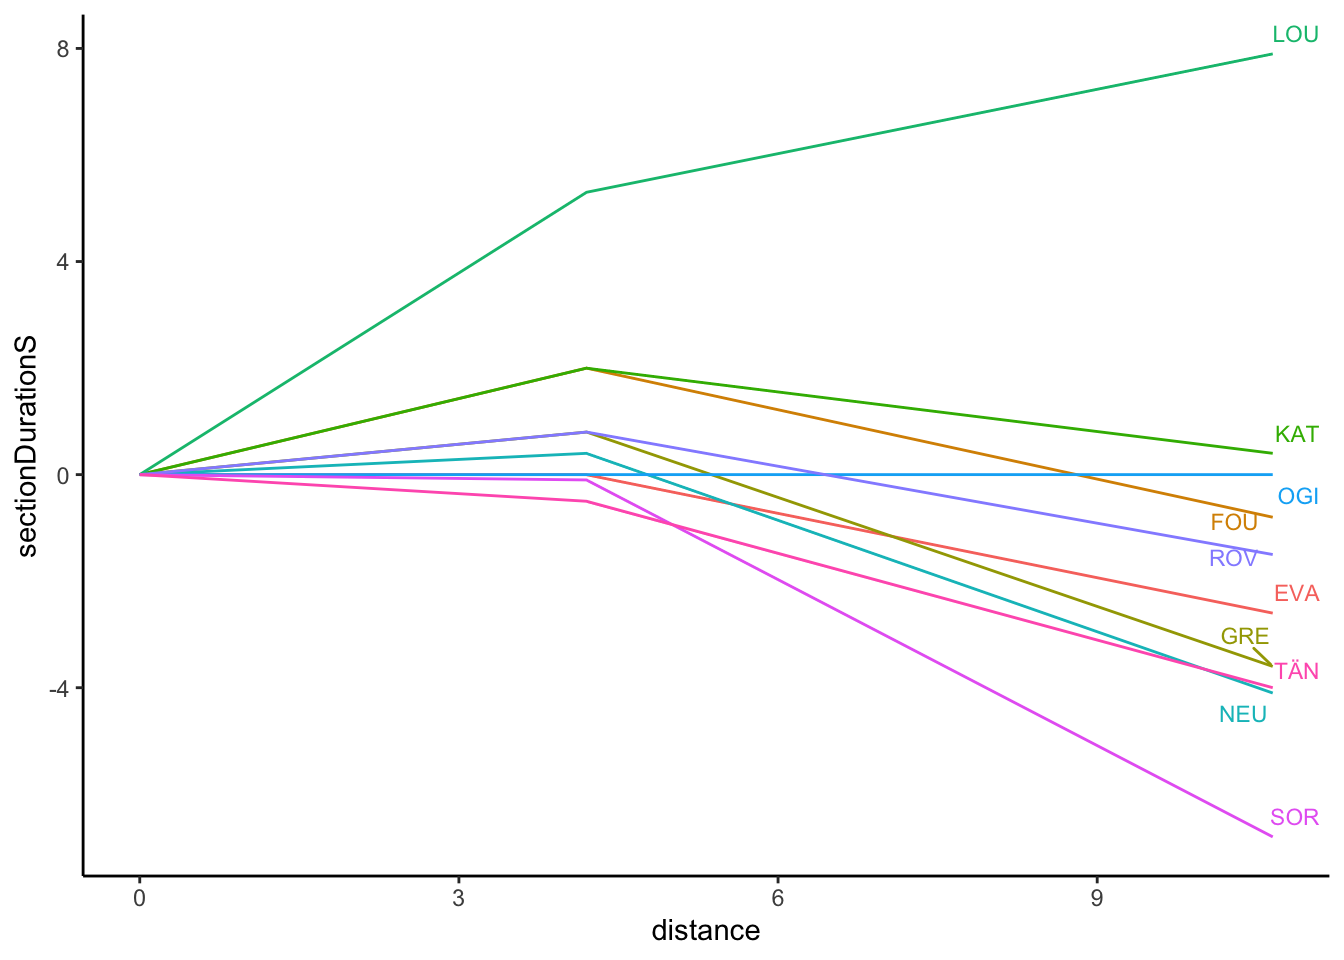 LOU
8
4
KAT
0
OGI
FOU
ROV
EVA
GRE
TÄN
-4
NEU
SOR
0 3 6 9
distance
sectionDurationS